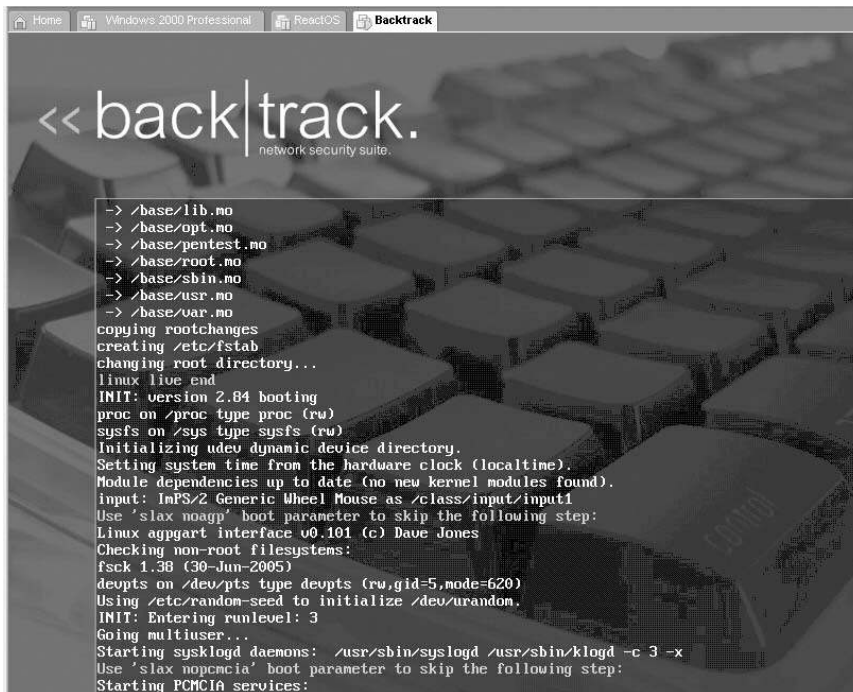 Home Windows 2000 Professional ReactOS Backtrack
<< back|track.
network security suite.
-> /base/lib.mo
-> /base/opt.mo
-> /base/pentest.mo
-> /base/root.mo
-> /base/sbin.mo
-> /base/usr.mo
-> /base/var.mo
copying rootchanges
creating /etc/fstab
changing root directory...
linux live end
INIT: version 2.84 booting
proc on /proc type proc (rw)
sysfs on /sys type sysfs (rw)
Initializing udev dynamic device directory.
Setting system time from the hardware clock (localtime).
Module dependencies up to date (no new kernel modules found).
input: ImPS/2 Generic Wheel Mouse as /class/input/input1
Use 'slax noagp' boot parameter to skip the following step:
Linux agpgart interface v0.101 (c) Dave Jones
Checking non-root filesystems:
fsck 1.38 (30-Jun-2005)
devpts on /dev/pts type devpts (rw,gid=5,mode=620)
Using /etc/random-seed to initialize /dev/urandom.
INIT: Entering runlevel: 3
Going multiuser...
Starting sysklogd daemons:  /usr/sbin/syslogd /usr/sbin/klogd -c 3 -x
Use 'slax nopcmcia' boot parameter to skip the following step:
Starting PCMCIA services:
Control